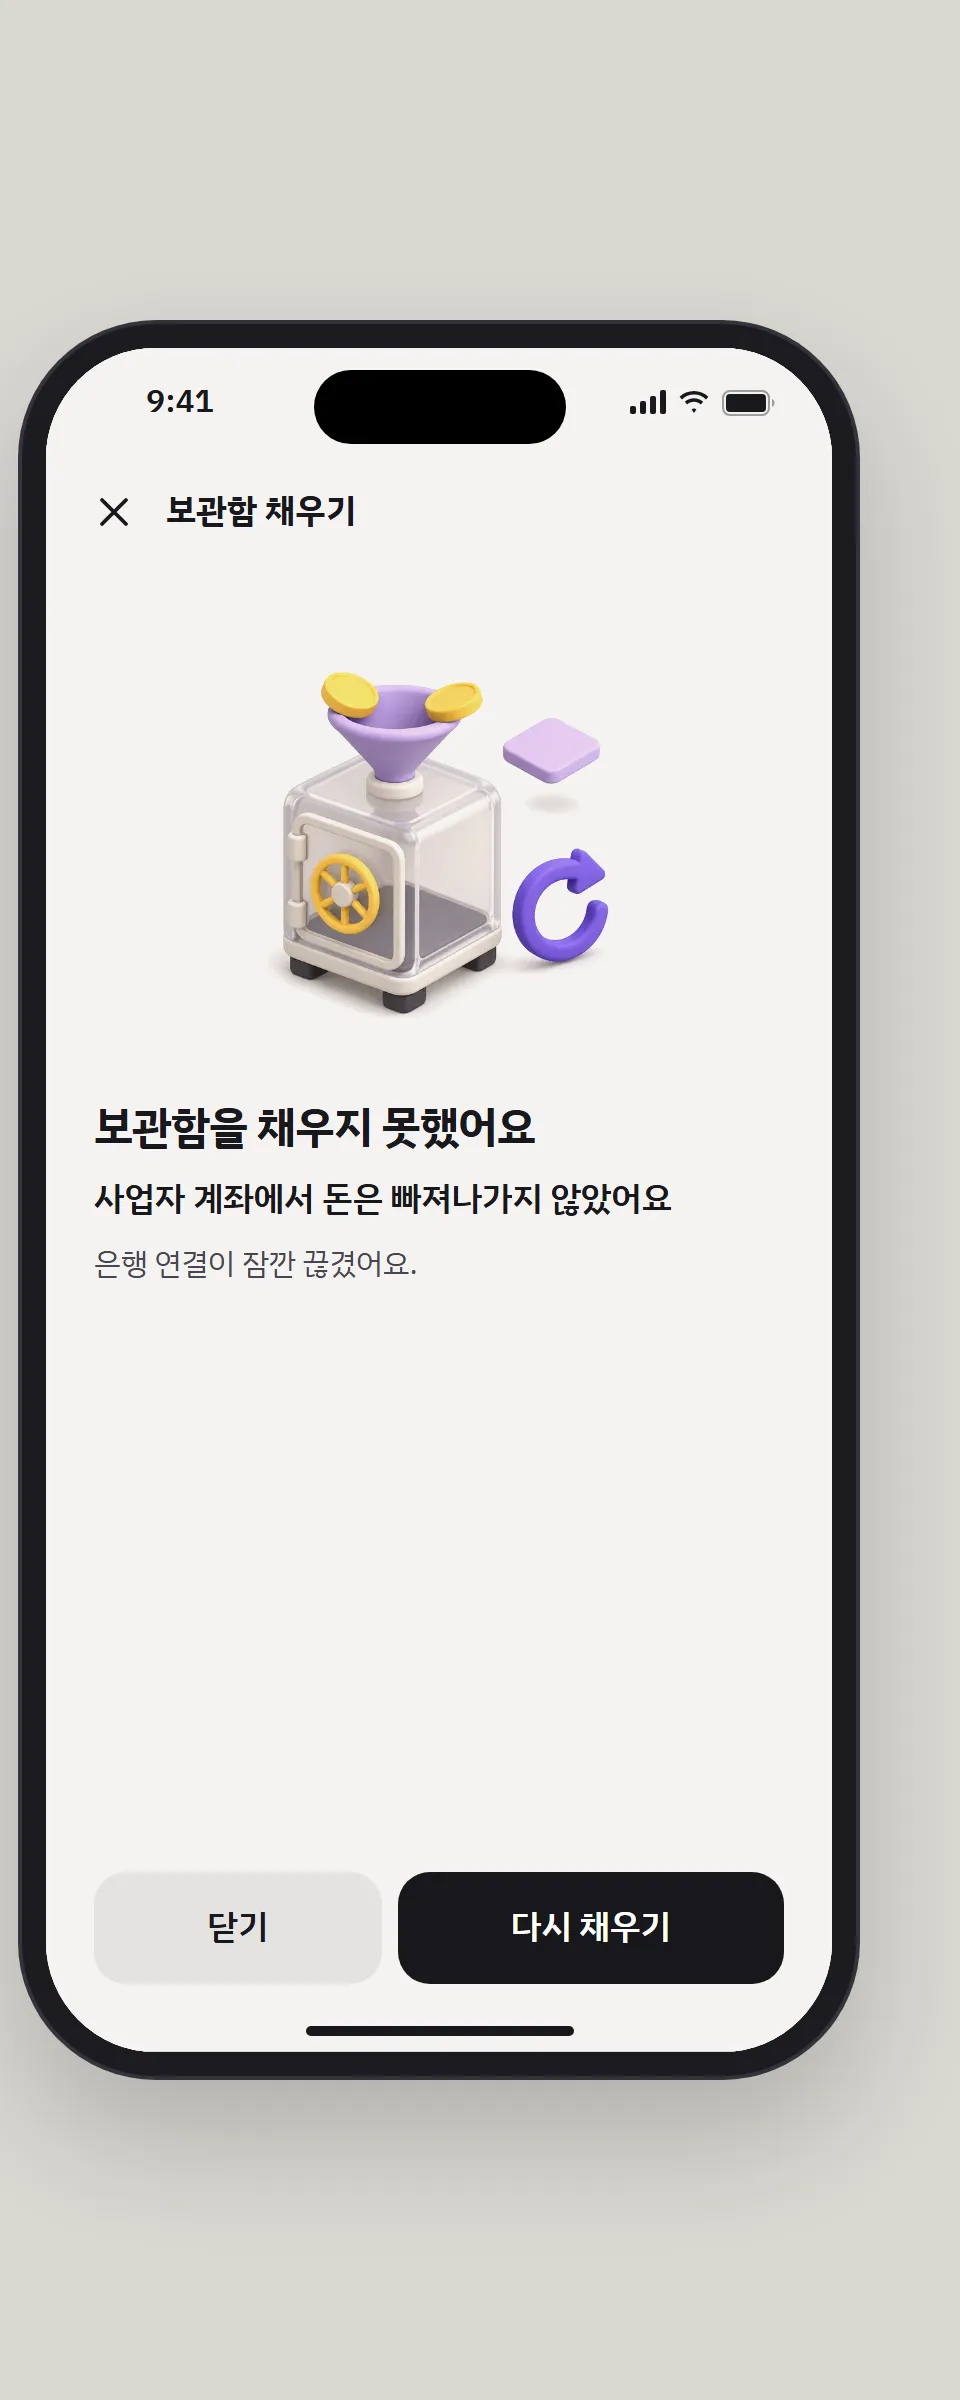 9:41
보관함 채우기
보관함을 채우지 못했어요
사업자 계좌에서 돈은 빠져나가지 않았어요
은행 연결이 잠깐 끊겼어요.
닫기
다시 채우기